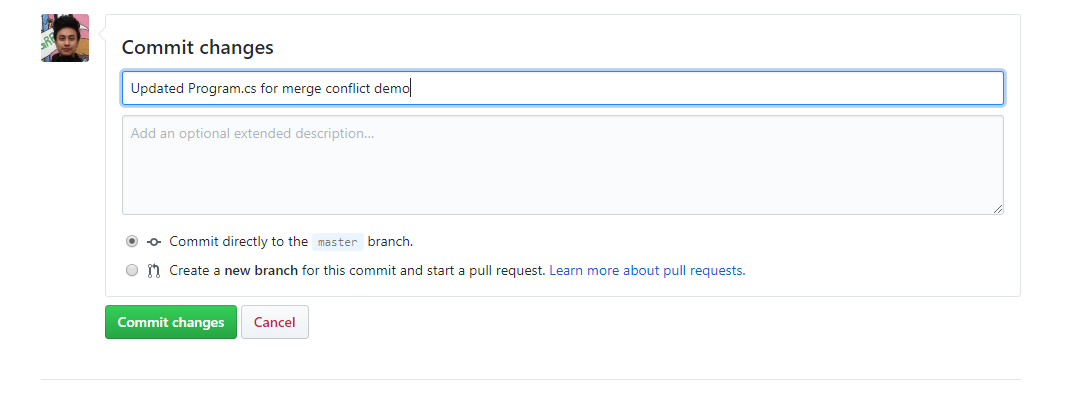 Commit changes
Updated Program.cs for merge conflict demo
Add an optional extended description...
Commit directly to the master branch.
Create a new branch for this commit and start a pull request. Learn more about pull requests.
Commit changes
Cancel